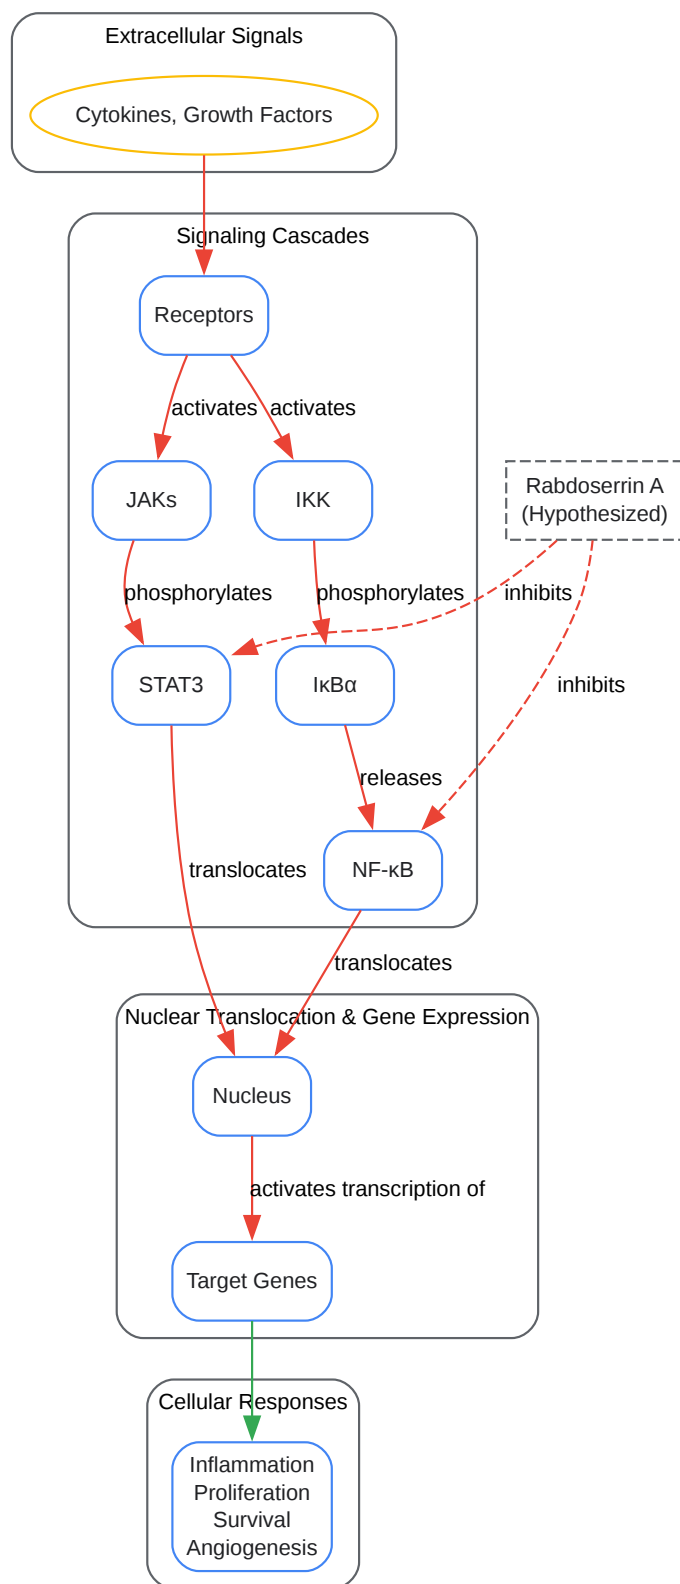 Extracellular Signals
Cytokines, Growth Factors
Signaling Cascades
Receptors
activates
activates
JAKs
IKK
Rabdoserrin A
(Hypothesized)
phosphorylates
phosphorylates
inhibits
STAT3
IκBα
inhibits
releases
translocates
NF-κB
translocates
Nuclear Translocation & Gene Expression
Nucleus
activates transcription of
Target Genes
Cellular Responses
Inflammation
Proliferation
Survival
Angiogenesis